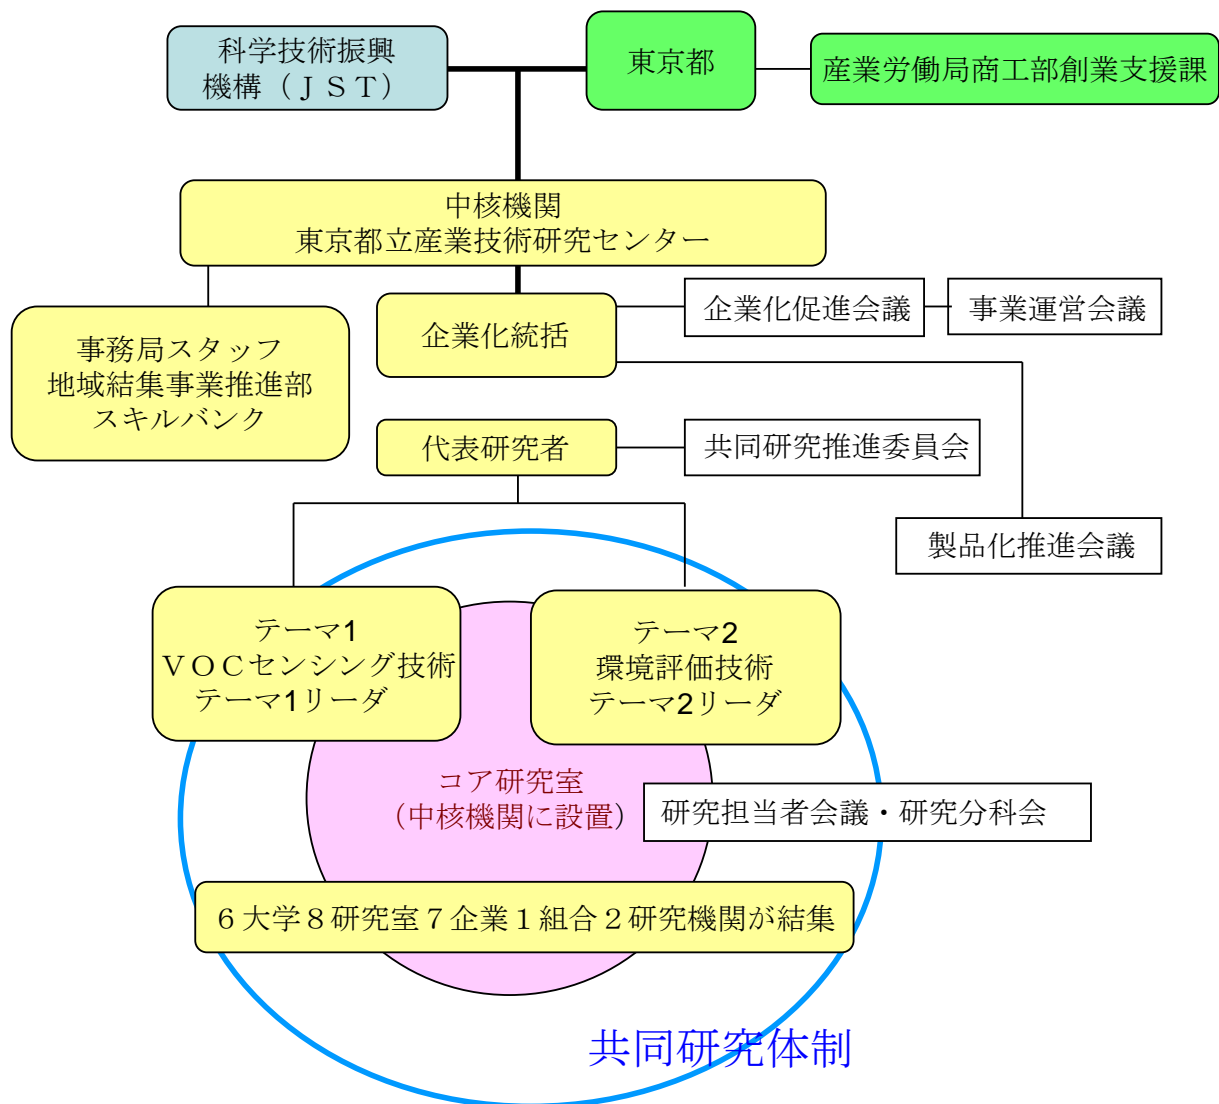 科学技術振興
機構（ＪＳＴ）
東京都
産業労働局商工部創業支援課
中核機関
東京都立産業技術研究センター
企業化統括
企業化促進会議
事業運営会議
事務局スタッフ
地域結集事業推進部
スキルバンク
代表研究者
共同研究推進委員会
製品化推進会議
テーマ1
ＶＯＣセンシング技術
テーマ1リーダ
テーマ2
環境評価技術
テーマ2リーダ
コア研究室
（中核機関に設置）
研究担当者会議・研究分科会
６大学８研究室７企業１組合２研究機関が結集
共同研究体制